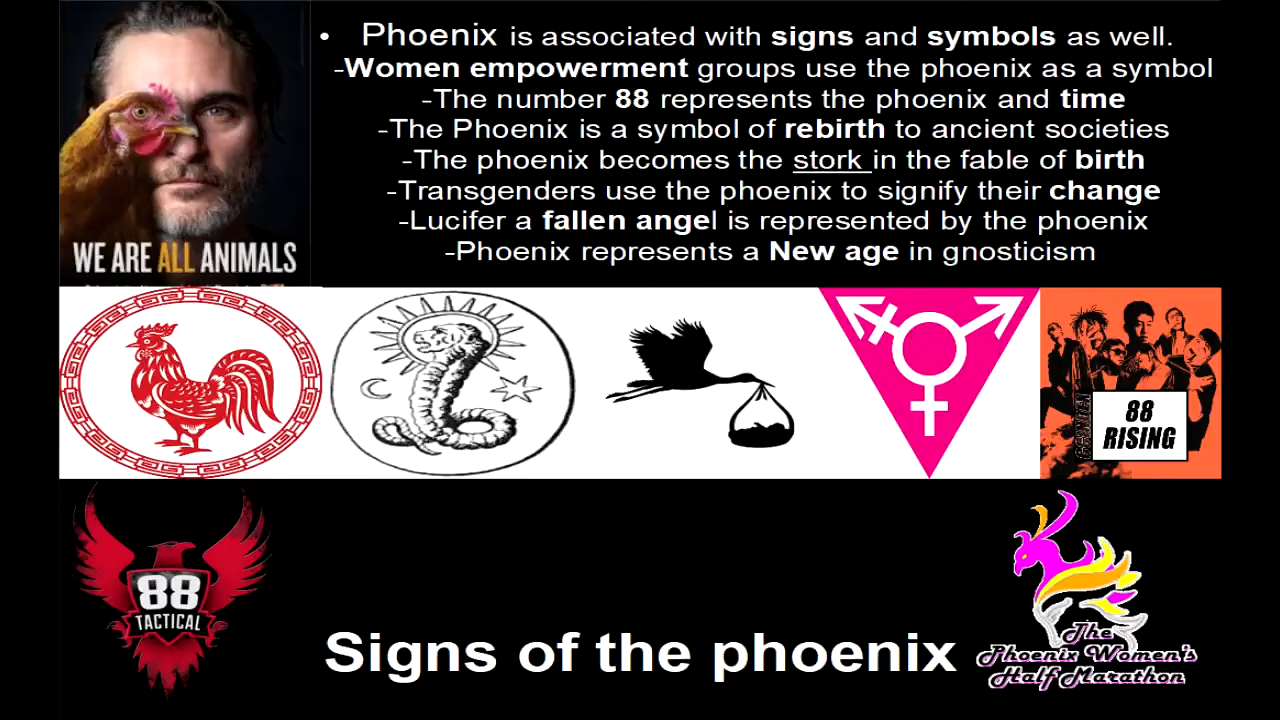 • Phoenix is associated with signs and symbols as well.
-Women empowerment groups use the phoenix as a symbol
-The number 88 represents the phoenix and time
-The Phoenix is a symbol of rebirth to ancient societies
-The phoenix becomes the stork in the fable of birth
-Transgenders use the phoenix to signify their change
-Lucifer a fallen angel is represented by the phoenix
-Phoenix represents a New age in gnosticism
WE ARE ALL ANIMALS
88
RISING
88
TACTICAL
Signs of the phoenix
The
Phoenix Women's
Half Marathon